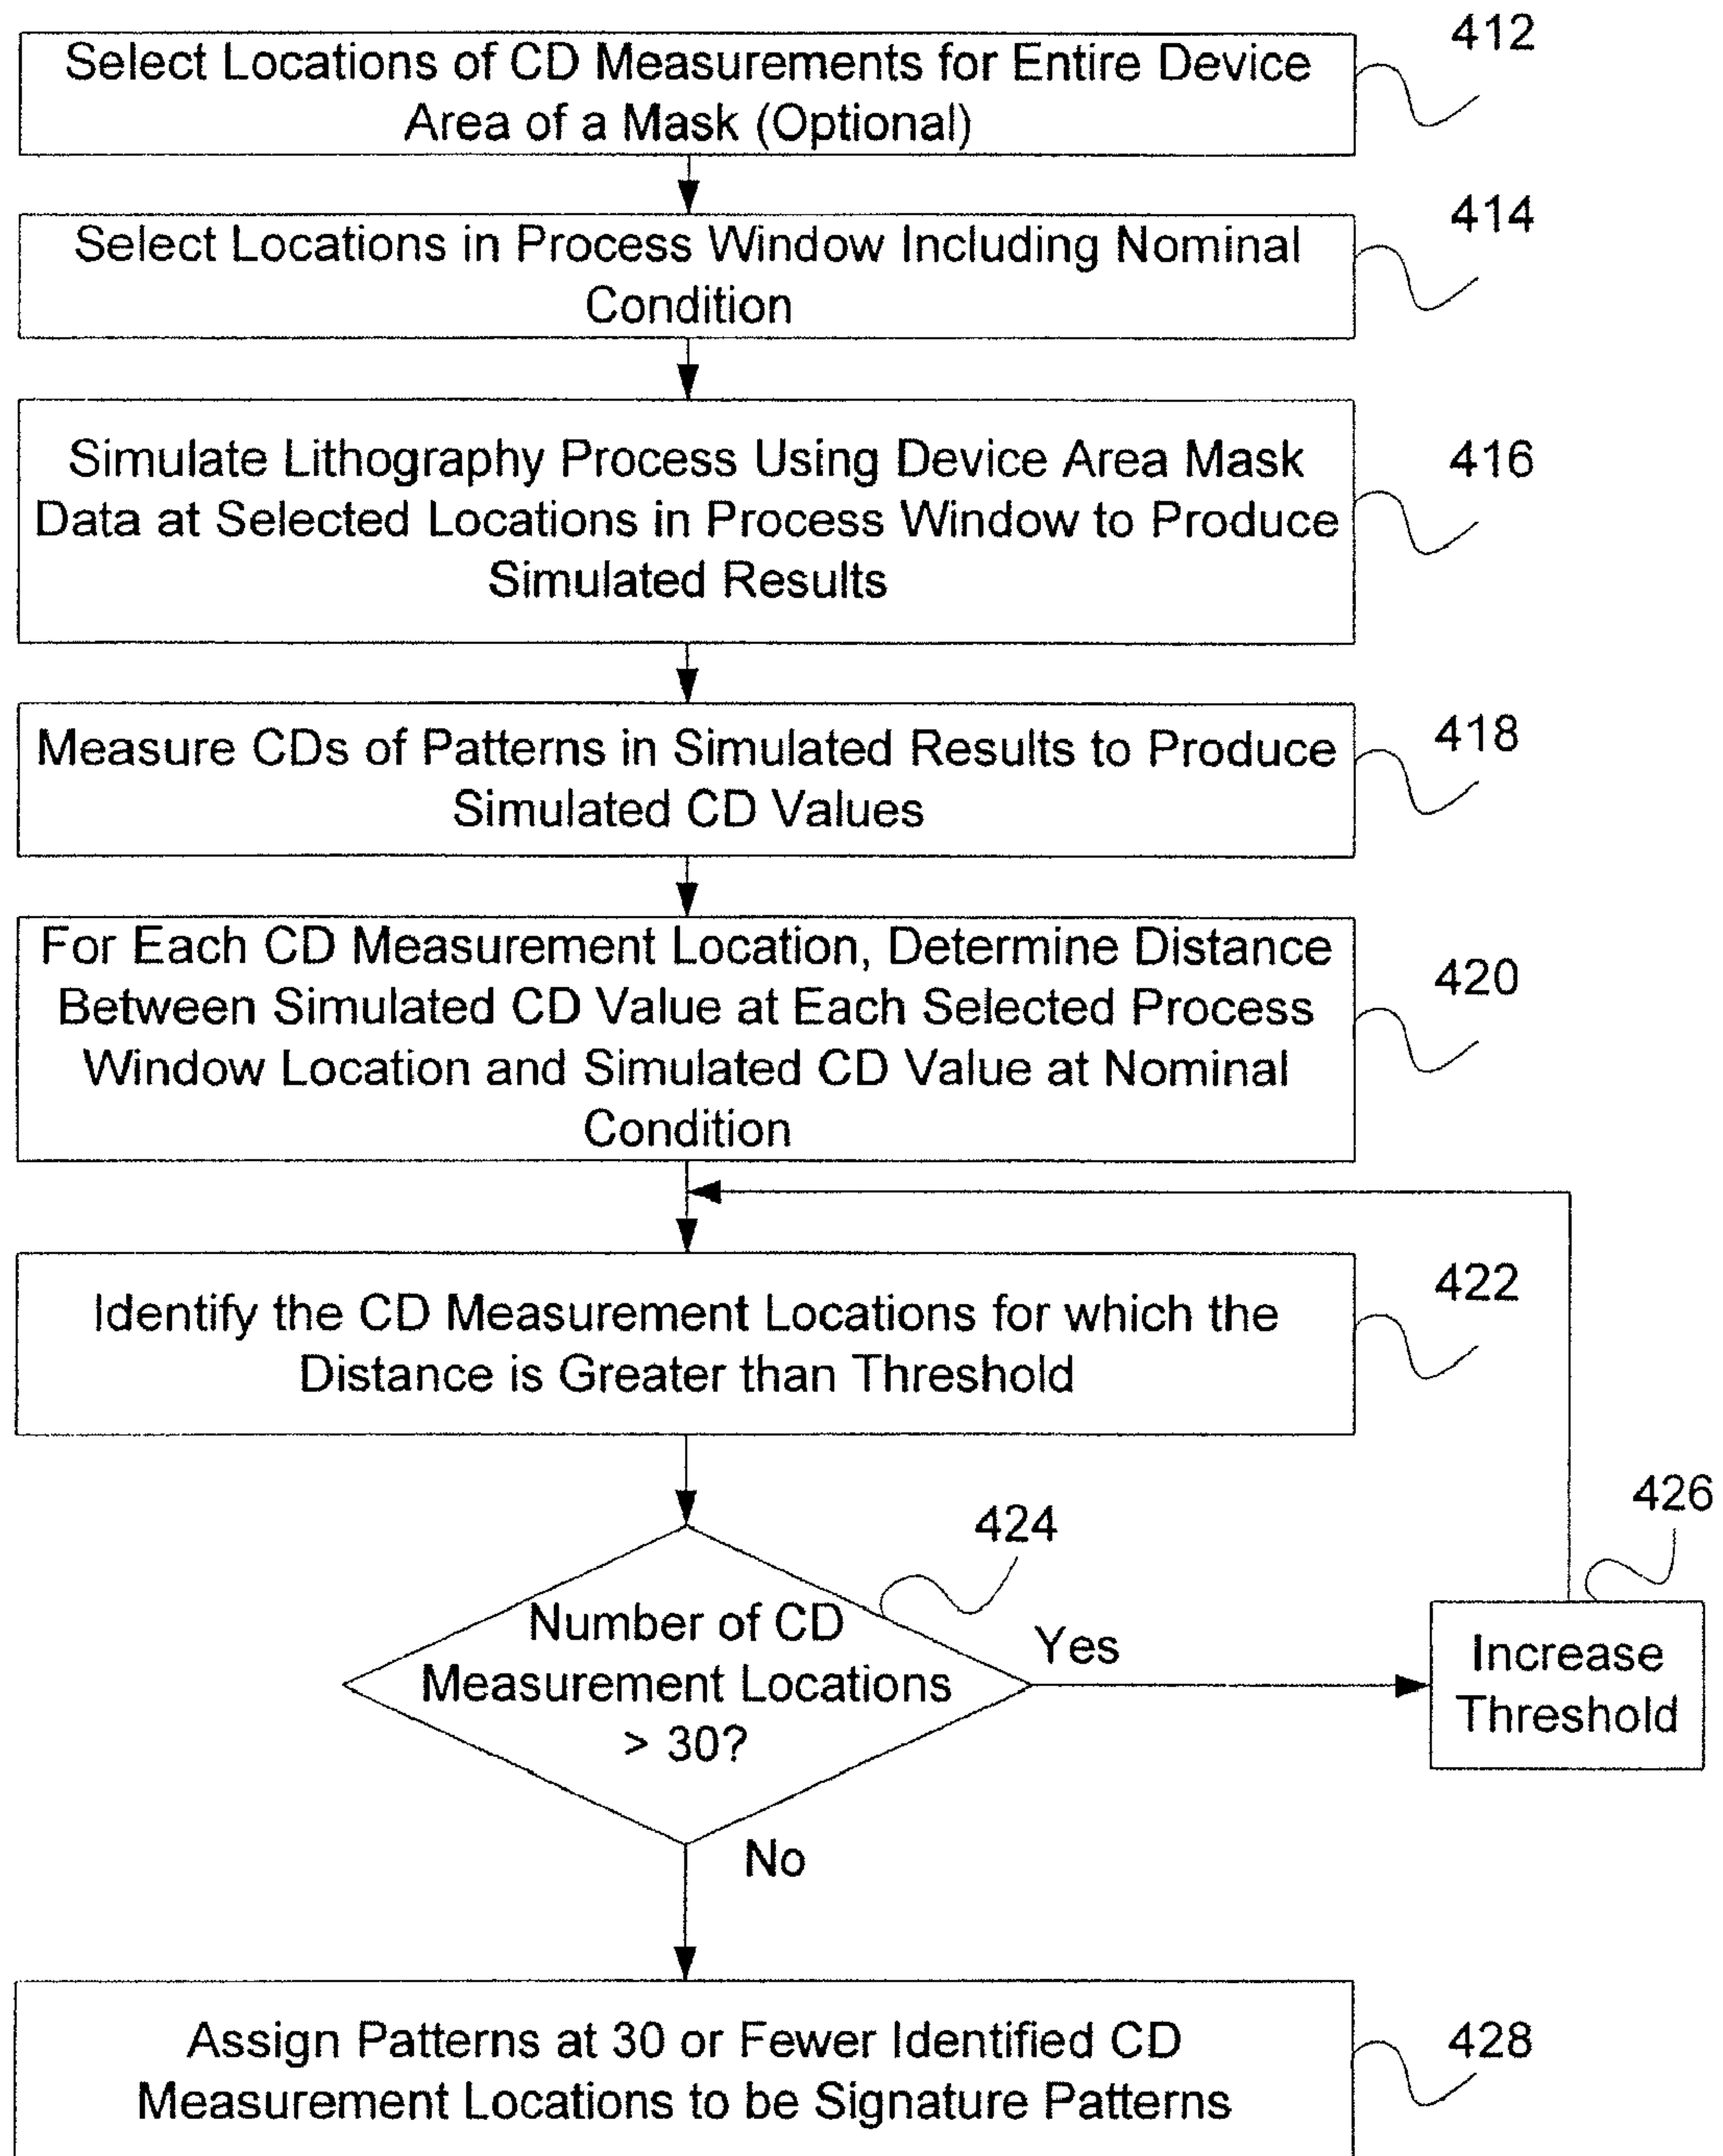 412
Select Locations of CD Measurements for Entire Device
Area of a Mask (Optional)
414
Select Locations in Process Window Including Nominal
Condition
416
Simulate Lithography Process Using Device Area Mask
Data at Selected Locations in Process Window to Produce
Simulated Results
418
Measure CDs of Patterns in Simulated Results to Produce
Simulated CD Values
420
For Each CD Measurement Location, Determine Distance
Between Simulated CD Value at Each Selected Process
Window Location and Simulated CD Value at Nominal
Condition
422
Identify the CD Measurement Locations for which the
Distance is Greater than Threshold
424
Number of CD
Measurement Locations
> 30?
Yes
426
Increase
Threshold
No
428
Assign Patterns at 30 or Fewer Identified CD
Measurement Locations to be Signature Patterns